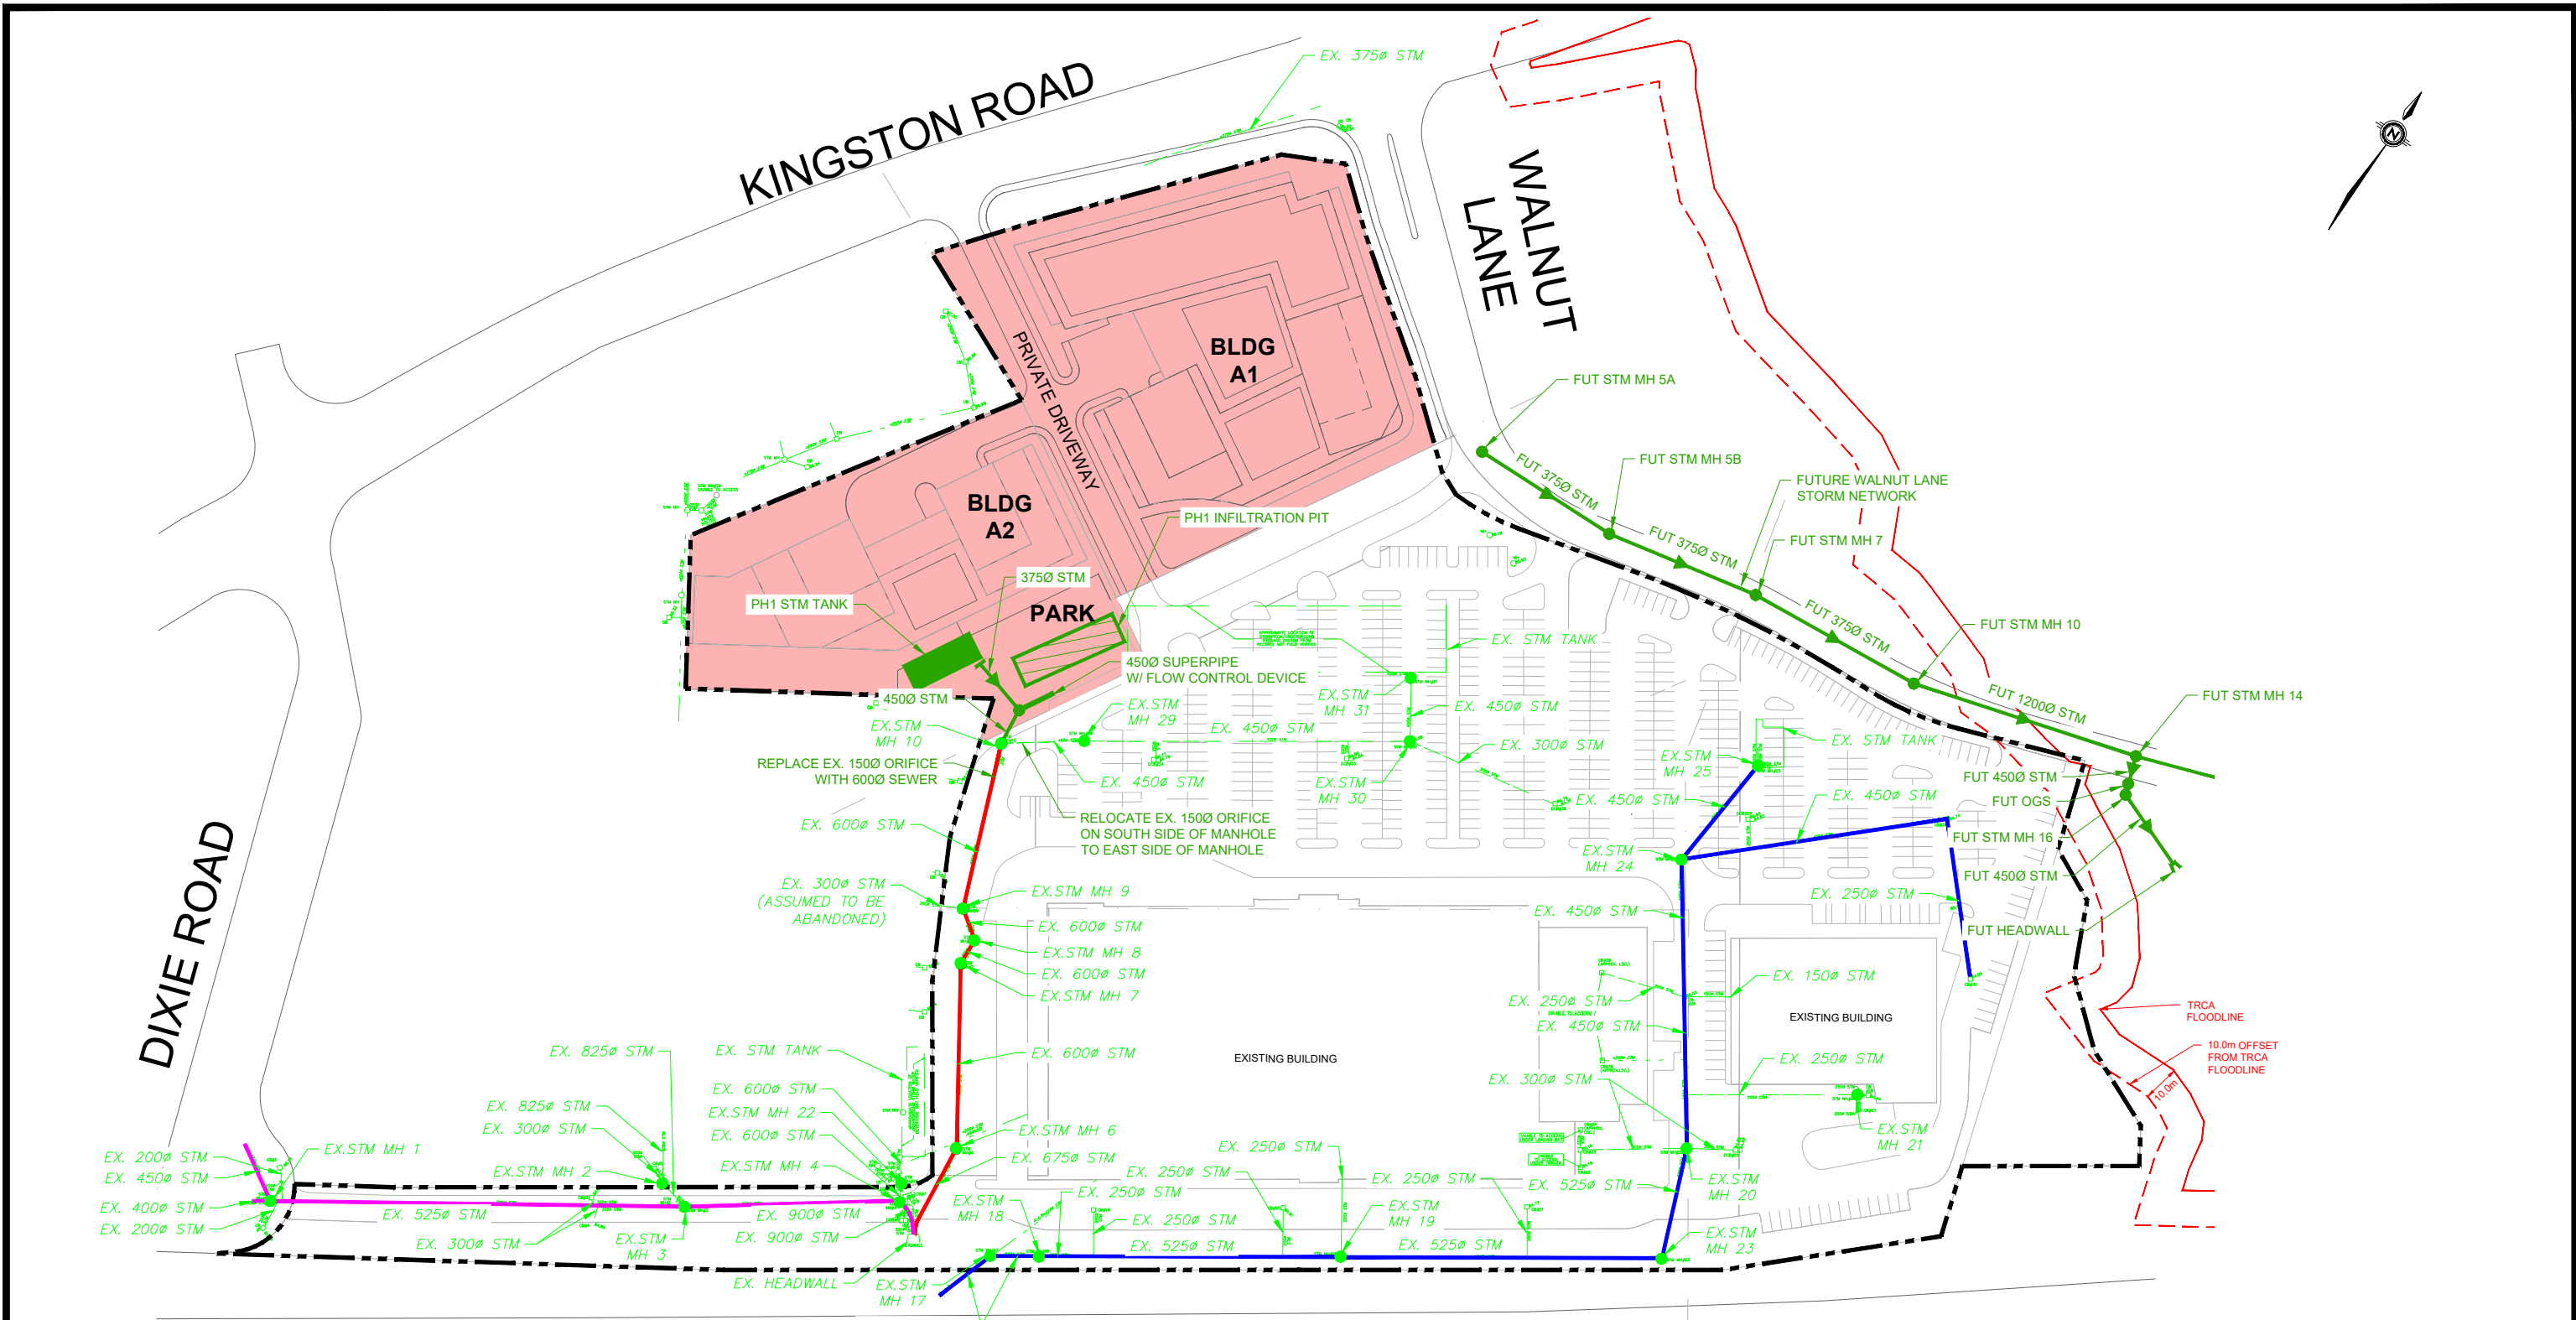 EX. 375Ø STM
KINGSTON ROAD
WALNUT
LANE
N
BLDG
A1
PRIVATE DRIVEWAY
FUT STM MH 5A
FUT 375Ø STM
FUT STM MH 5B
FUTURE WALNUT LANE
STORM NETWORK
FUT 375Ø STM
FUT STM MH 7
BLDG
A2
PH1 INFILTRATION PIT
375Ø STM
PH1 STM TANK
PARK
FUT 375Ø STM
FUT STM MH 10
EX. STM TANK
450Ø SUPERPIPE
W/ FLOW CONTROL DEVICE
450Ø STM
EX.STM
MH 29
EX.STM
MH 31
EX. 450Ø STM
EX. 450Ø STM
FUT 1200Ø STM
FUT STM MH 14
EX.STM
MH 10
EX. 300Ø STM
EX. STM TANK
REPLACE EX. 150Ø ORIFICE
WITH 600Ø SEWER
EX. 450Ø STM
EX.STM
MH 30
EX.STM
MH 25
FUT 450Ø STM
EX. 450Ø STM
EX. 450Ø STM
FUT OGS
RELOCATE EX. 150Ø ORIFICE
ON SOUTH SIDE OF MANHOLE
TO EAST SIDE OF MANHOLE
EX. 600Ø STM
FUT STM MH 16
EX.STM
MH 24
FUT 450Ø STM
DIXIE ROAD
EX. 300Ø STM
(ASSUMED TO BE
ABANDONED)
EX.STM MH 9
EX. 250Ø STM
EX. 450Ø STM
EX. 600Ø STM
FUT HEADWALL
EX.STM MH 8
EX. 600Ø STM
EX. 150Ø STM
EX.STM MH 7
EX. 250Ø STM
EX. 450Ø STM
EXISTING BUILDING
TRCA
FLOODLINE
EX. 825Ø STM
EX. STM TANK
EX. 600Ø STM
EXISTING BUILDING
EX. 250Ø STM
10.0m OFFSET
FROM TRCA
FLOODLINE
10.0m
EX. 600Ø STM
EX. 300Ø STM
EX. 825Ø STM
EX.STM MH 22
EX. 300Ø STM
EX. 600Ø STM
EX.STM MH 6
EX.STM
MH 21
EX. 200Ø STM
EX.STM MH 1
EX. 250Ø STM
EX. 675Ø STM
EX. 450Ø STM
EX.STM MH 2
EX.STM MH 4
EX. 250Ø STM
EX. 250Ø STM
EX. 525Ø STM
EX.STM
MH 20
EX. 250Ø STM
EX. 400Ø STM
EX. 525Ø STM
EX. 900Ø STM
EX.STM
MH 18
EX. 250Ø STM
EX.STM
MH 19
EX. 200Ø STM
EX. 300Ø STM
EX.STM
MH 3
EX. 900Ø STM
EX. 525Ø STM
EX. 525Ø STM
EX.STM
MH 23
EX. HEADWALL
EX.STM
MH 17